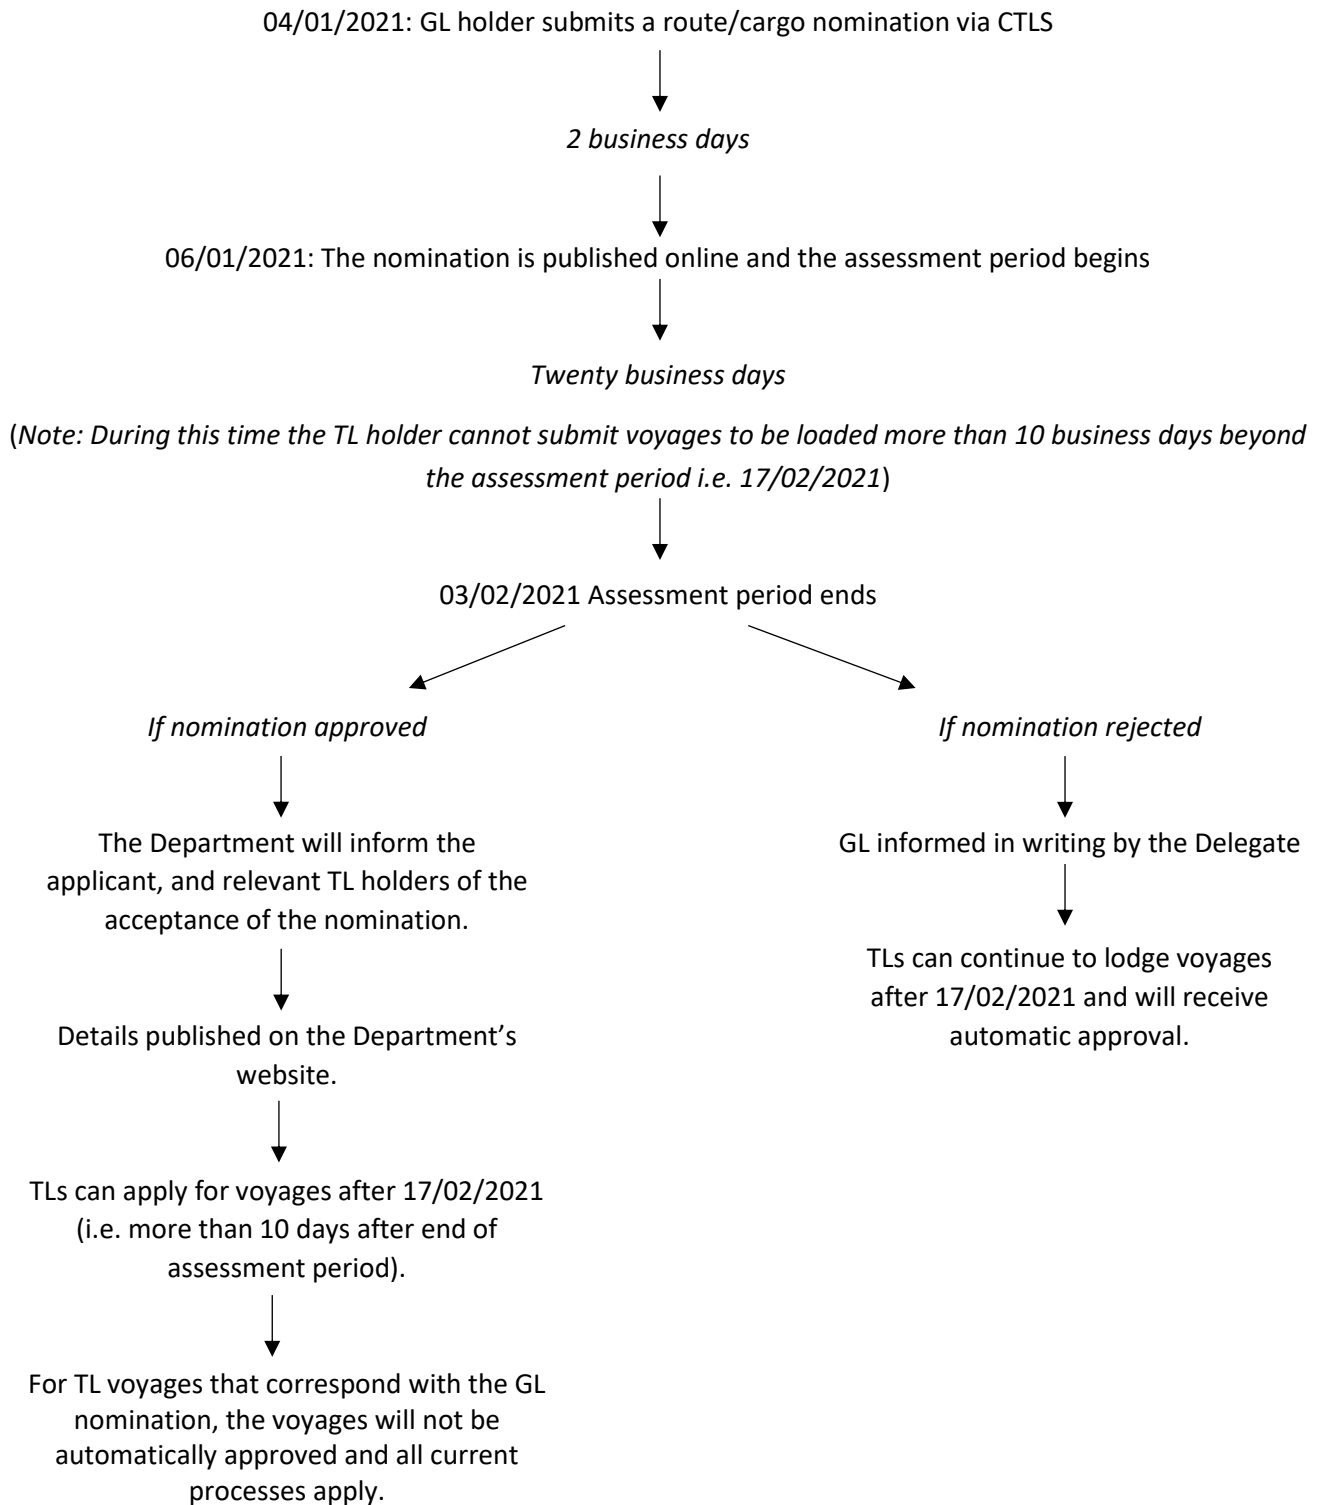 04/01/2021: GL holder submits a route/cargo nomination via CTLS
2 business days
06/01/2021: The nomination is published online and the assessment period begins
Twenty business days
(Note: During this time the TL holder cannot submit voyages to be loaded more than 10 business days beyond
the assessment period i.e. 17/02/2021)
03/02/2021 Assessment period ends
If nomination approved
The Department will inform the
applicant, and relevant TL holders of the
acceptance of the nomination.
Details published on the Department’s
website.
TLs can apply for voyages after 17/02/2021
(i.e. more than 10 days after end of
assessment period).
For TL voyages that correspond with the GL
nomination, the voyages will not be
automatically approved and all current
processes apply.
If nomination rejected
GL informed in writing by the Delegate
TLs can continue to lodge voyages
after 17/02/2021 and will receive
automatic approval.